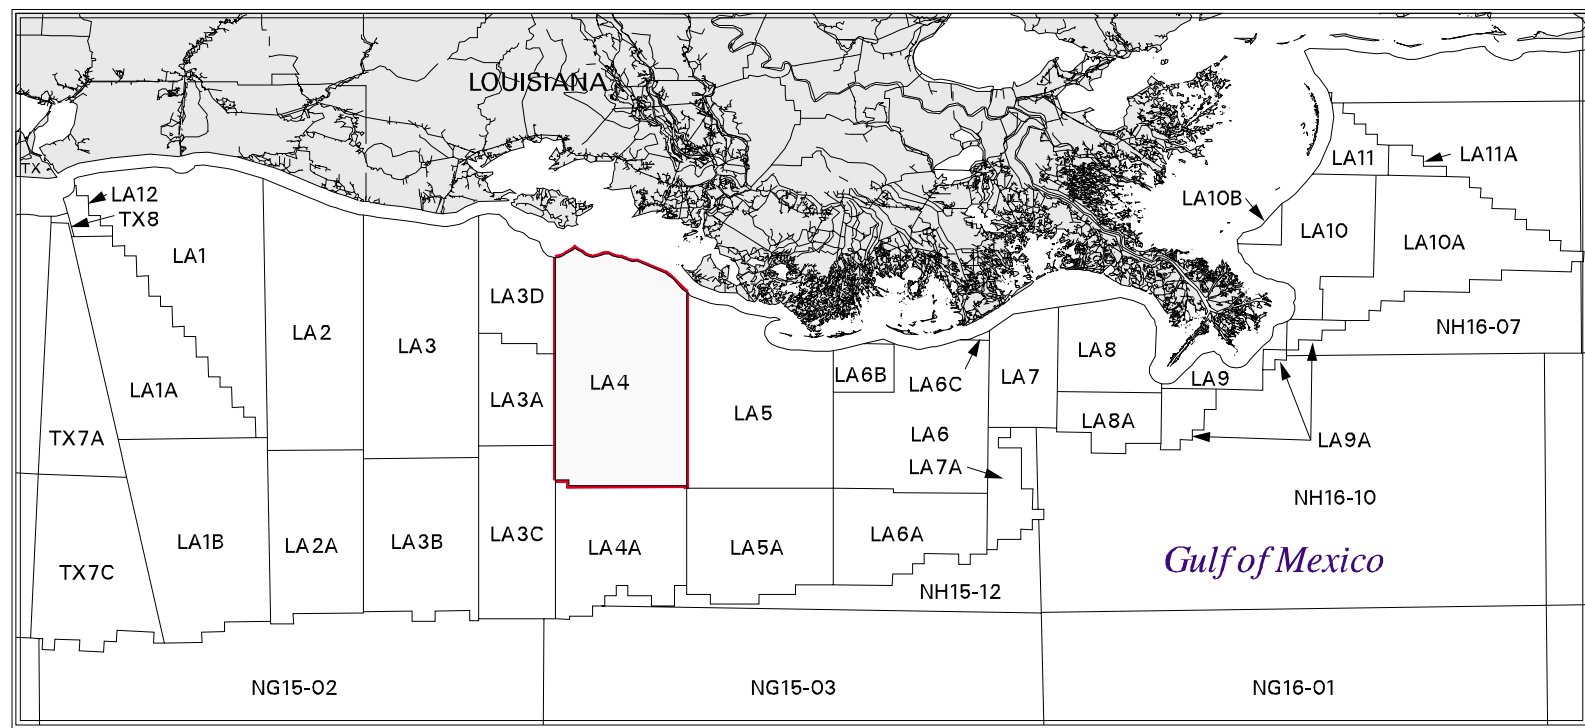 LOUISIANA
TX
LA11
LA11A
LA12
LA10B
TX8
LA10
LA10A
LA1
LA3D
LA2
LA3
NH16-07
LA8
LA4
LA6B
LA6C
LA7
LA9
LA1A
LA3A
LA5
LA8A
TX7A
LA6
LA9A
LA7A
NH16-10
LA1B
LA2A
LA3B
LA3C
LA4A
LA5A
LA6A
Gulf of Mexico
TX7C
NH15-12
NG15-02
NG15-03
NG16-01